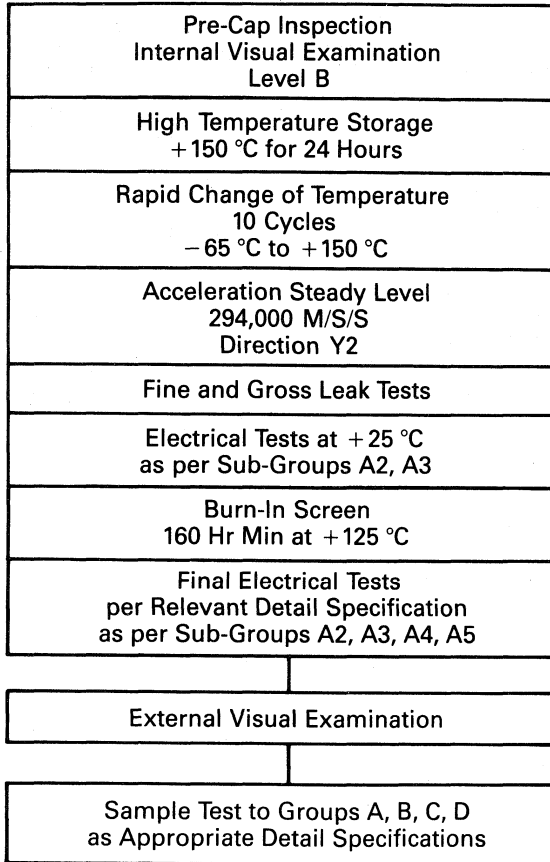 Pre-Cap Inspection
Internal Visual Examination
Level B
High Temperature Storage
+150 °C for 24 Hours
Rapid Change of Temperature
10 Cycles
−65 °C to +150 °C
Acceleration Steady Level
294,000 M/S/S
Direction Y2
Fine and Gross Leak Tests
Electrical Tests at +25 °C
as per Sub-Groups A2, A3
Burn-In Screen
160 Hr Min at +125 °C
Final Electrical Tests
per Relevant Detail Specification
as per Sub-Groups A2, A3, A4, A5
External Visual Examination
Sample Test to Groups A, B, C, D
as Appropriate Detail Specifications